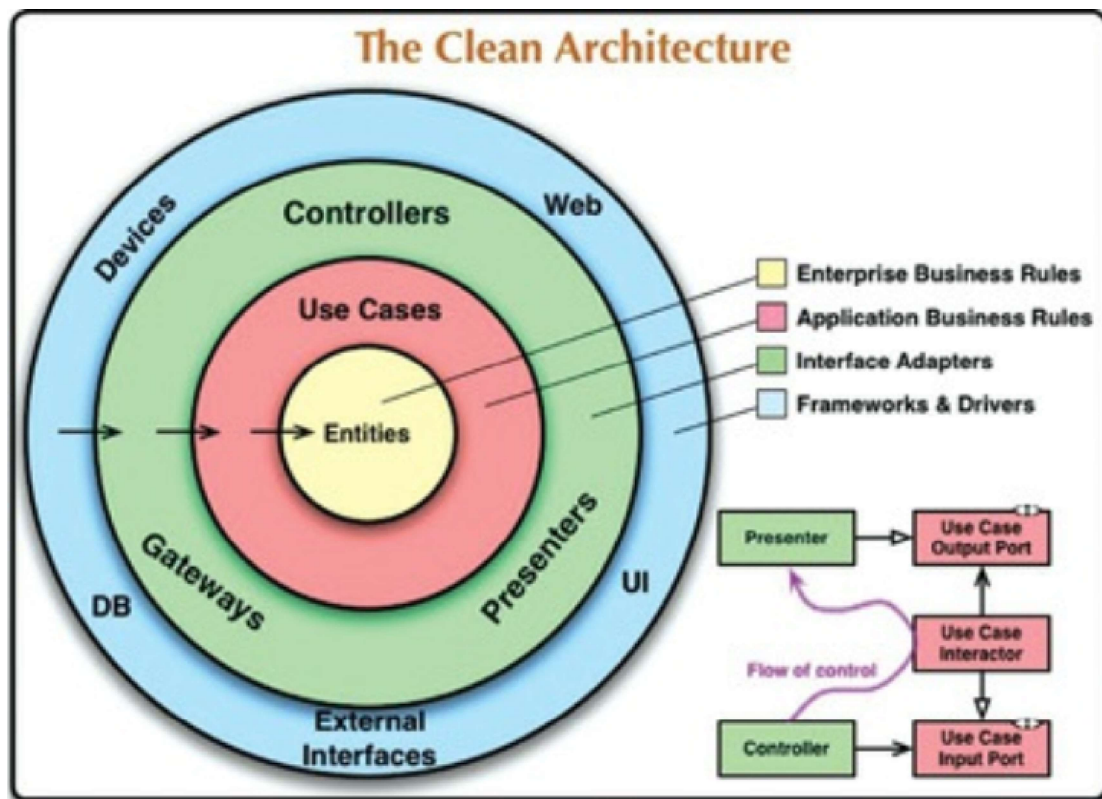 The Clean Architecture
Devices
Controllers
Web
Use Cases
Entities
Gateways
Presenters
DB
UI
External
Interfaces
Enterprise Business Rules
Application Business Rules
Interface Adapters
Frameworks & Drivers
Presenter
Use Case
Output Port
Use Case
Interactor
Flow of control
Controller
Use Case
Input Port